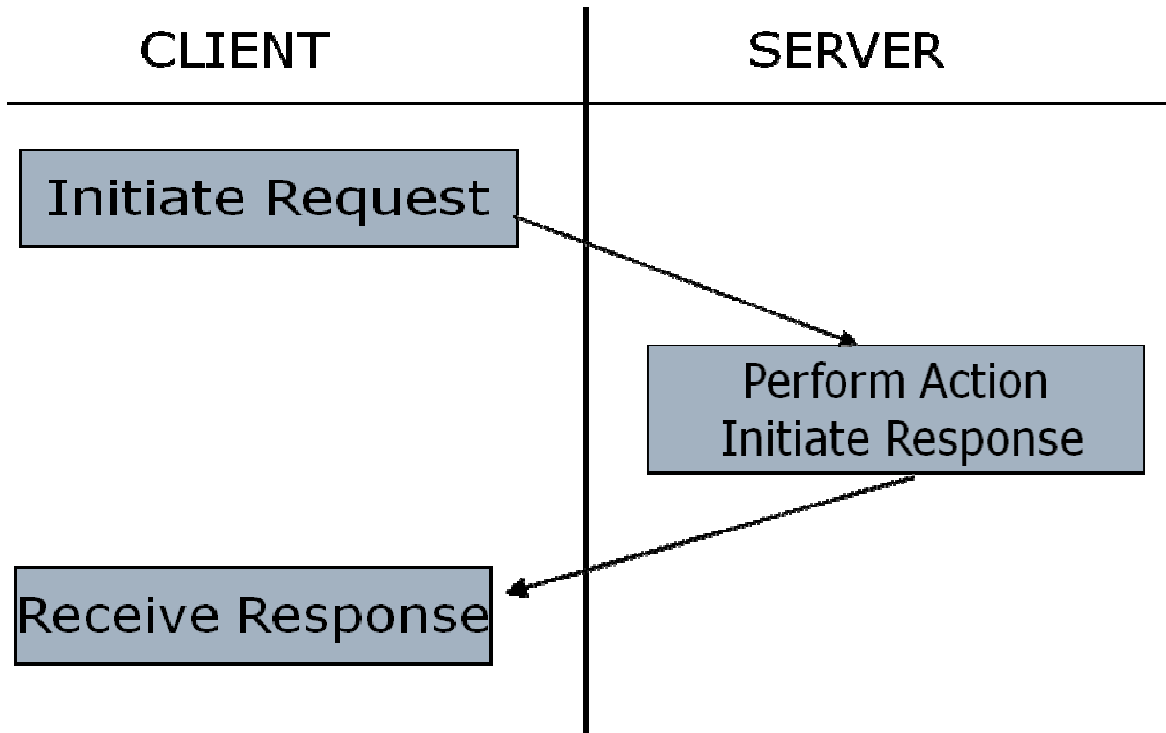 CLIENT
SERVER
Initiate Request
Perform Action
Initiate Response
Receive Response